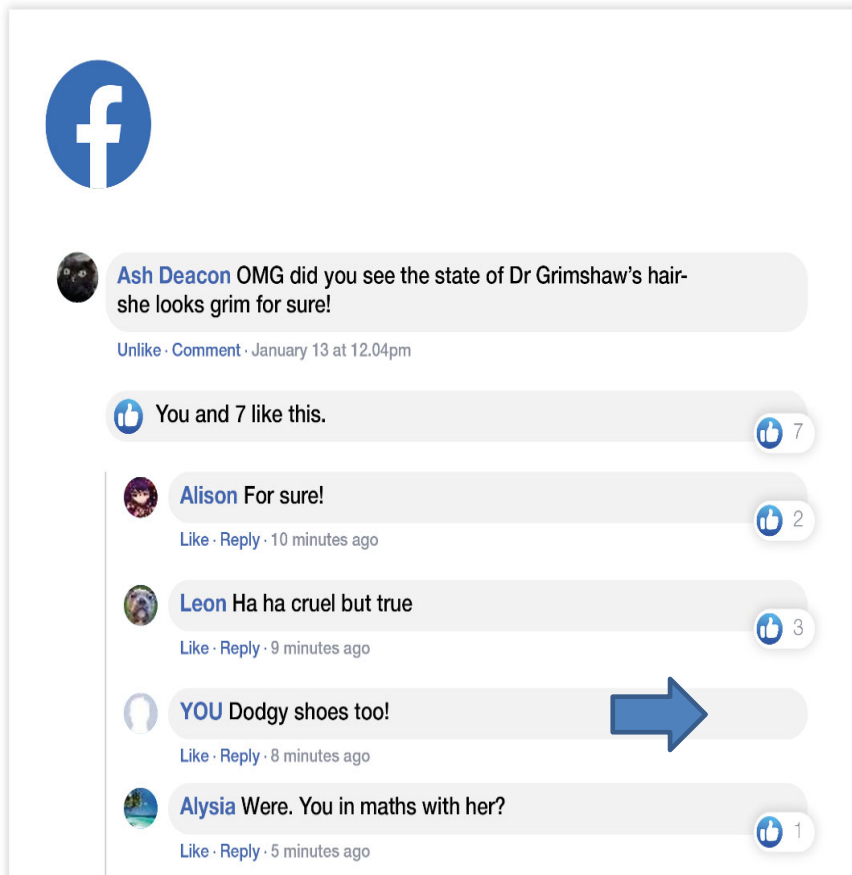 f
Ash Deacon OMG did you see the state of Dr Grimshaw's hair-
she looks grim for sure!
Unlike · Comment · January 13 at 12.04pm
You and 7 like this.
7
Alison For sure!
2
Like · Reply · 10 minutes ago
Leon Ha ha cruel but true
3
Like · Reply · 9 minutes ago
YOU Dodgy shoes too!
Like · Reply · 8 minutes ago
Alysia Were. You in maths with her?
1
Like · Reply · 5 minutes ago